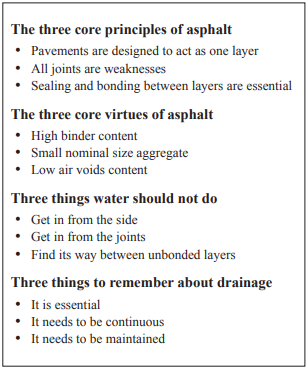 The three core principles of asphalt
• Pavements are designed to act as one layer
• All joints are weaknesses
• Sealing and bonding between layers are essential
The three core virtues of asphalt
• High binder content
• Small nominal size aggregate
• Low air voids content
Three things water should not do
• Get in from the side
• Get in from the joints
• Find its way between unbonded layers
Three things to remember about drainage
• It is essential
• It needs to be continuous
• It needs to be maintained